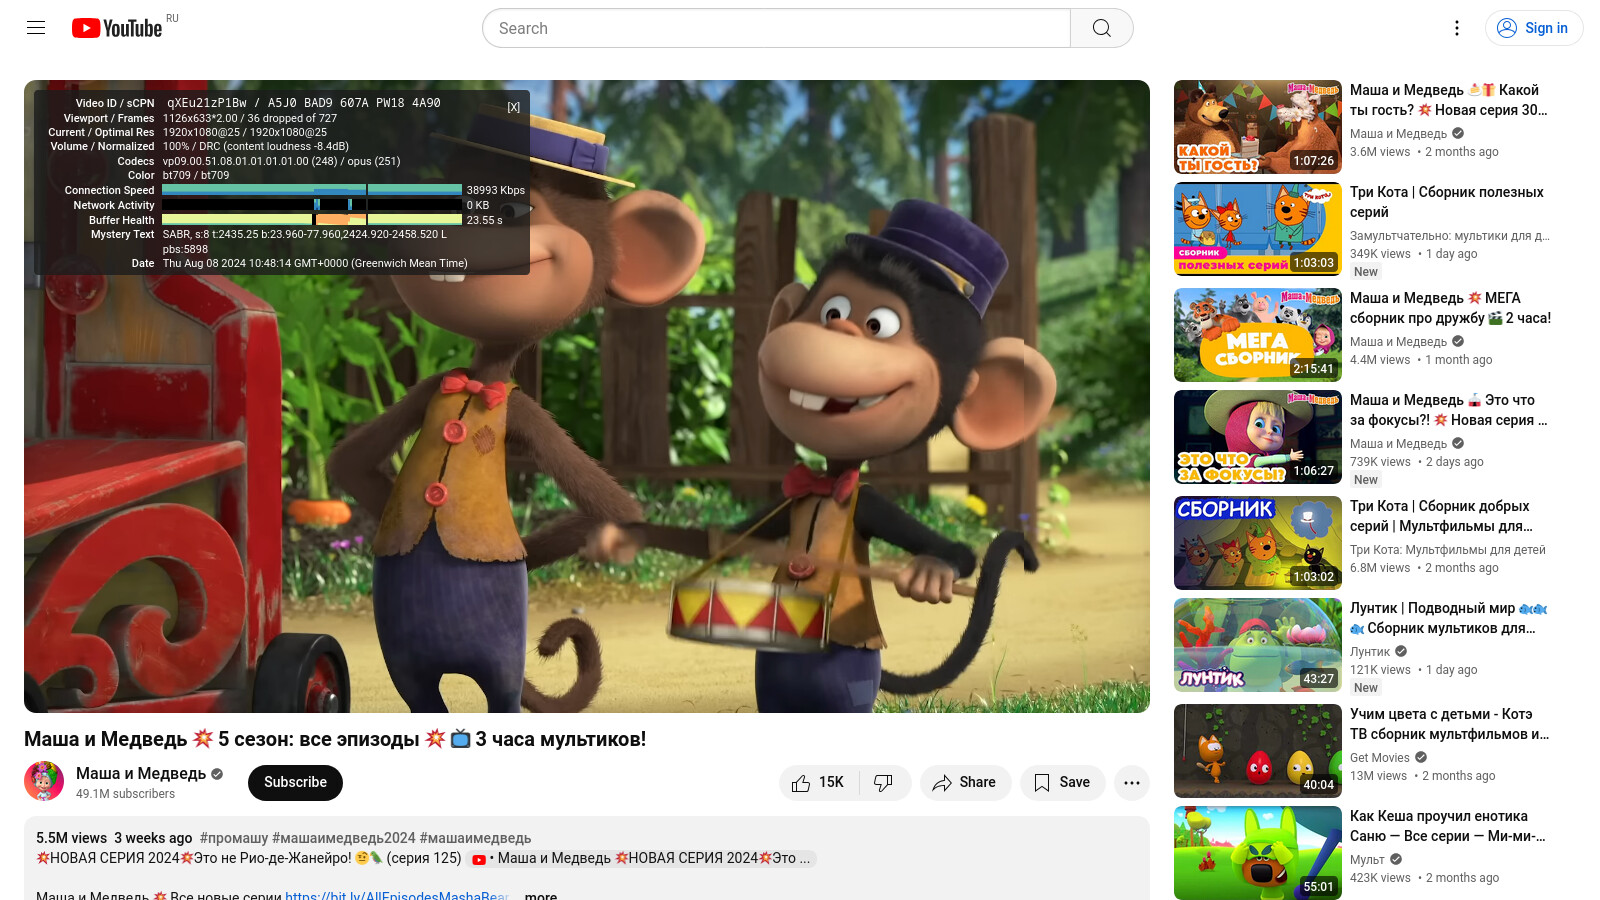 YouTube RU
Search
Sign in
Video ID / sCPN qXEu21zP1Bw / A5J0 BAD9 607A PW18 4A90
[X]
Viewport / Frames 1126x633*2.00 / 36 dropped of 727
Current / Optimal Res 1920x1080@25 / 1920x1080@25
Volume / Normalized 100% / DRC (content loudness -8.4dB)
Codecs vp09.00.51.08.01.01.01.01.00 (248) / opus (251)
Color bt709 / bt709
Connection Speed 38993 Kbps
Network Activity 0 KB
Buffer Health 23.55 s
Mystery Text SABR, s:8 t:2435.25 b:23.960-77.960,2424.920-2458.520 L
pbs:5898
Date Thu Aug 08 2024 10:48:14 GMT+0000 (Greenwich Mean Time)
Маша и Медведь 💥 5 сезон: все эпизоды 💥📺 3 часа мультиков!
Маша и Медведь
49.1M subscribers
Subscribe
15K
Share
Save
5.5M views 3 weeks ago #промашу #машаимедведь2024 #машаимедведь
💥НОВАЯ СЕРИЯ 2024💥Это не Рио-де-Жанейро! 🤨🦜 (серия 125) • Маша и Медведь 💥НОВАЯ СЕРИЯ 2024💥Это ...
Маша и Медведь 💥 Все новые серии https://bit.ly/AllEpisodesMashaBear ...more
Маша и Медведь
КАКОЙ
ТЫ ГОСТЬ?
1:07:26
Маша и Медведь 🍰🎁 Какой
ты гость? 💥 Новая серия 30...
Маша и Медведь
3.6M views • 2 months ago
ТРИ КОТА!
СБОРНИК
полезных серий
1:03:03
Три Кота | Сборник полезных
серий
Замультчательно: мультики для д...
349K views • 1 day ago
New
Маша и Медведь
МЕГА
СБОРНИК
2:15:41
Маша и Медведь 💥 МЕГА
сборник про дружбу 🎬 2 часа!
Маша и Медведь
4.4M views • 1 month ago
Маша и Медведь
ЭТО ЧТО
ЗА ФОКУСЫ?
1:06:27
Маша и Медведь 🕹️ Это что
за фокусы?! 💥 Новая серия ...
Маша и Медведь
739K views • 2 days ago
New
СБОРНИК
1:03:02
Три Кота | Сборник добрых
серий | Мультфильмы для...
Три Кота: Мультфильмы для детей
6.8M views • 2 months ago
ЛУНТИК
43:27
Лунтик | Подводный мир 🐟🐟
🐟 Сборник мультиков для...
Лунтик
121K views • 1 day ago
New
40:04
Учим цвета с детьми - Котэ
ТВ сборник мультфильмов и...
Get Movies
13M views • 2 months ago
55:01
Как Кеша проучил енотика
Саню — Все серии — Ми-ми-...
Мульт
423K views • 2 months ago